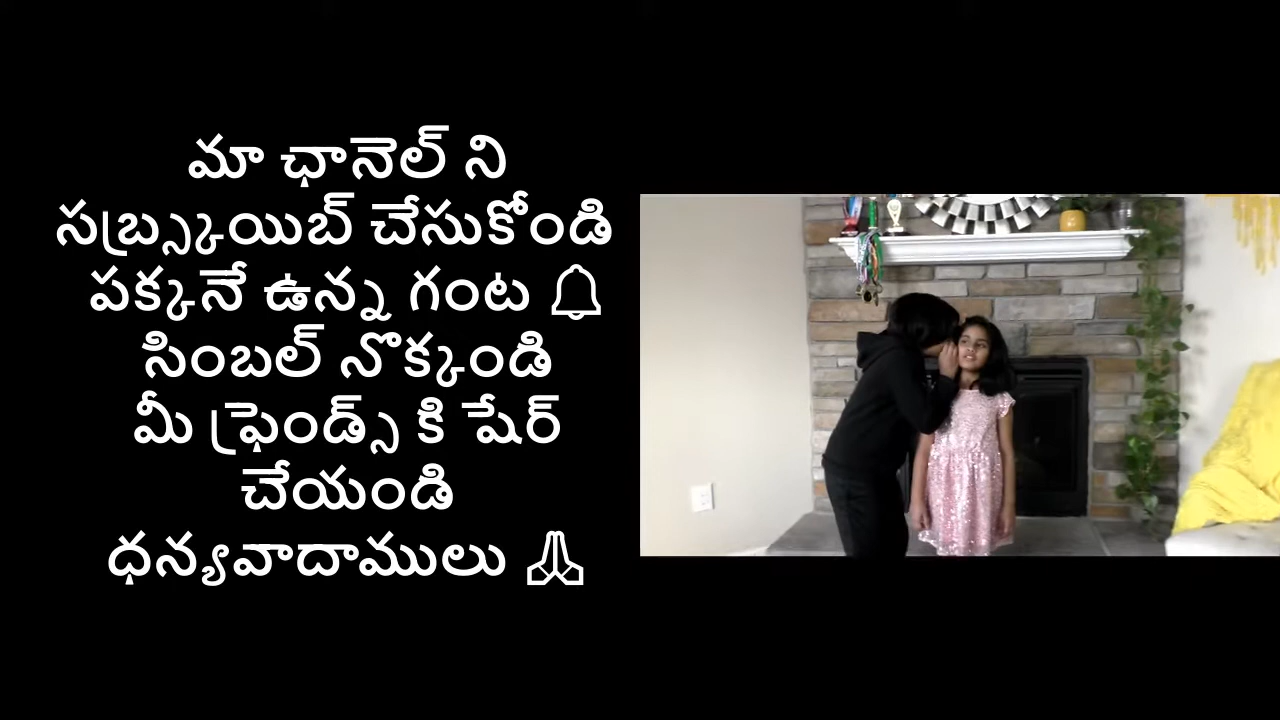 మా ఛానెల్ ని
సబ్స్క్రయిబ్ చేసుకోండి
పక్కనే ఉన్న గంట 🔔
సింబల్ నొక్కండి
మీ ఫ్రెండ్స్ కి షేర్
చేయండి
ధన్యవాదాములు 🙏